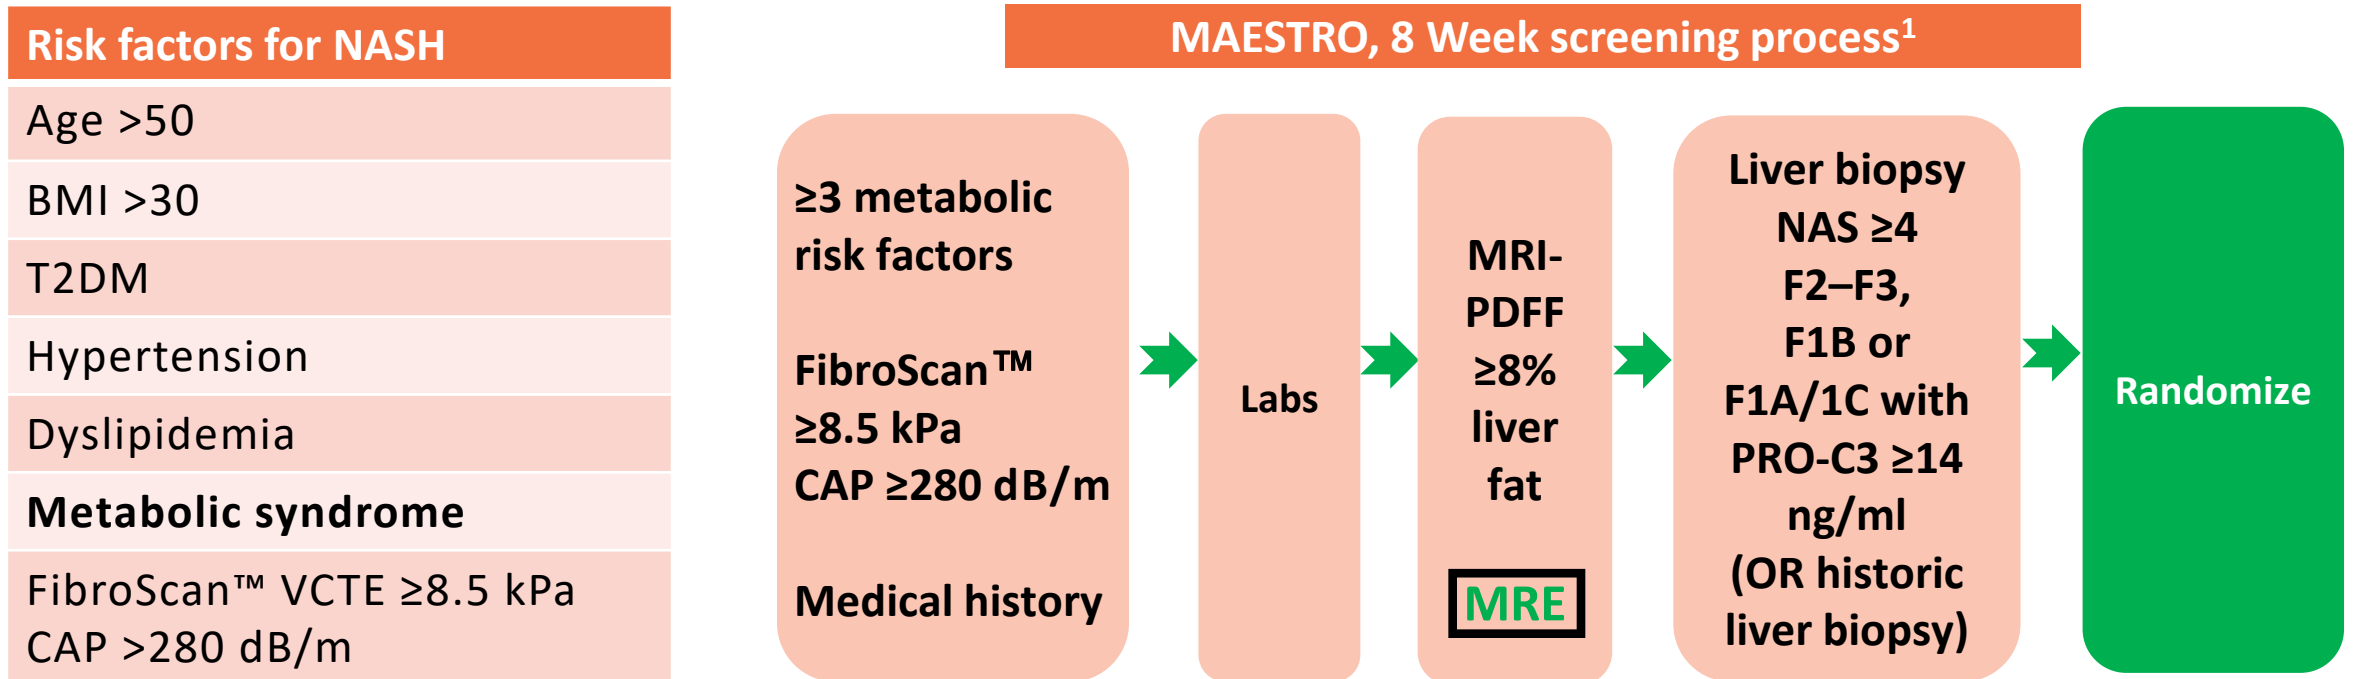 Risk factors for NASH
Age >50
BMI >30
T2DM
Hypertension
Dyslipidemia
Metabolic syndrome
FibroScan™ VCTE ≥8.5 kPa
CAP >280 dB/m
MAESTRO, 8 Week screening process¹
≥3 metabolic
risk factors
FibroScan™
≥8.5 kPa
CAP ≥280 dB/m
Medical history
Labs
MRI-
PDFF
≥8%
liver
fat
MRE
Liver biopsy
NAS ≥4
F2–F3,
F1B or
F1A/1C with
PRO-C3 ≥14
ng/ml
(OR historic
liver biopsy)
Randomize